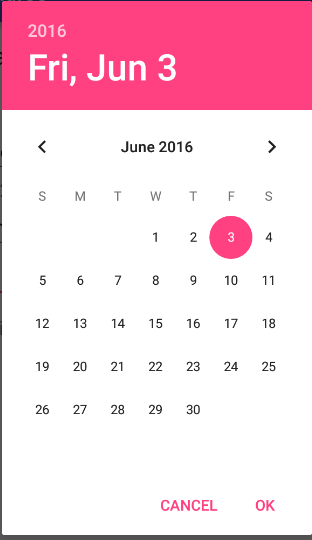 2016
Fri, Jun 3
June 2016
S M T W T F S
1 2 3 4
5 6 7 8 9 10 11
12 13 14 15 16 17 18
19 20 21 22 23 24 25
26 27 28 29 30
CANCEL OK